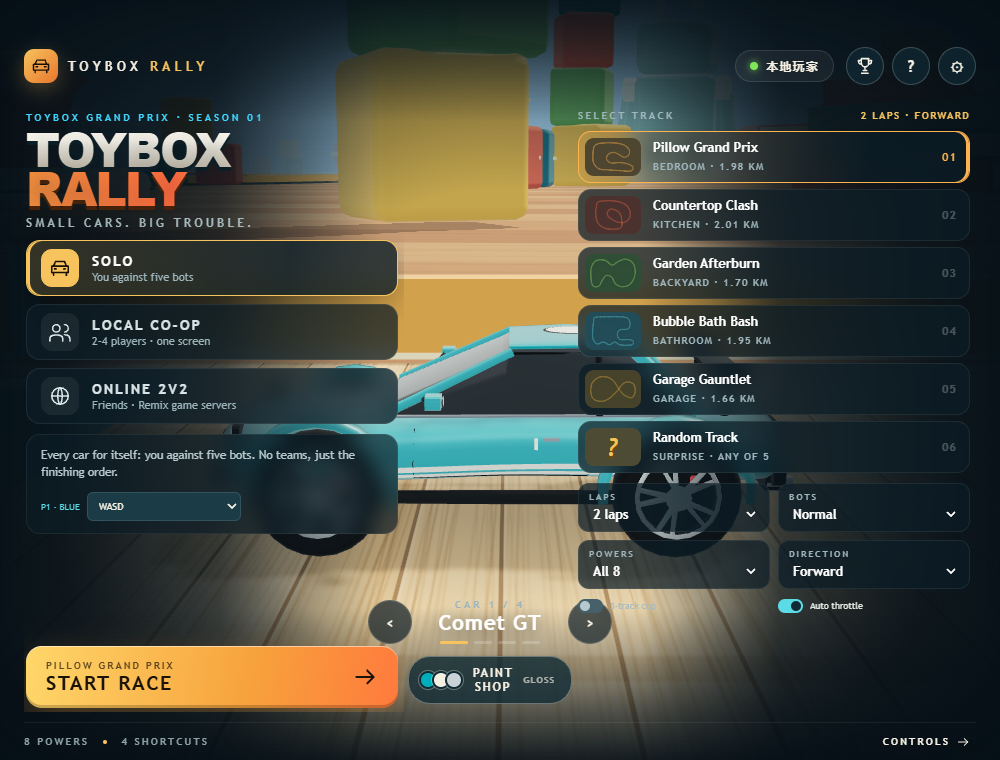 TOYBOX RALLY
本地玩家
?
TOYBOX GRAND PRIX • SEASON 01
TOYBOX
RALLY
SMALL CARS. BIG TROUBLE.
SOLO
You against five bots
LOCAL CO-OP
2-4 players • one screen
ONLINE 2V2
Friends • Remix game servers
Every car for itself: you against five bots. No teams, just the
finishing order.
P1 · BLUE
WASD
SELECT TRACK
2 LAPS • FORWARD
Pillow Grand Prix
BEDROOM • 1.98 KM
01
Countertop Clash
KITCHEN • 2.01 KM
02
Garden Afterburn
BACKYARD • 1.70 KM
03
Bubble Bath Bash
BATHROOM • 1.95 KM
04
Garage Gauntlet
GARAGE • 1.66 KM
05
?
Random Track
SURPRISE • ANY OF 5
06
LAPS
2 laps
BOTS
Normal
POWERS
All 8
DIRECTION
Forward
Auto throttle
CAR 1 / 4
‹ Comet GT ›
PILLOW GRAND PRIX
START RACE →
PAINT
SHOP
GLOSS
8 POWERS • 4 SHORTCUTS
CONTROLS →